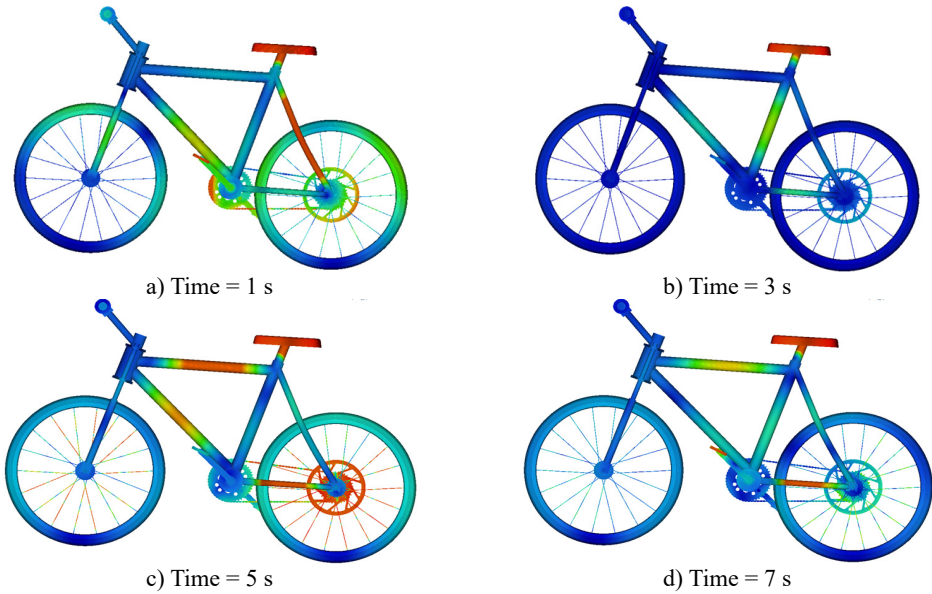 a) Time = 1 s
b) Time = 3 s
c) Time = 5 s
d) Time = 7 s